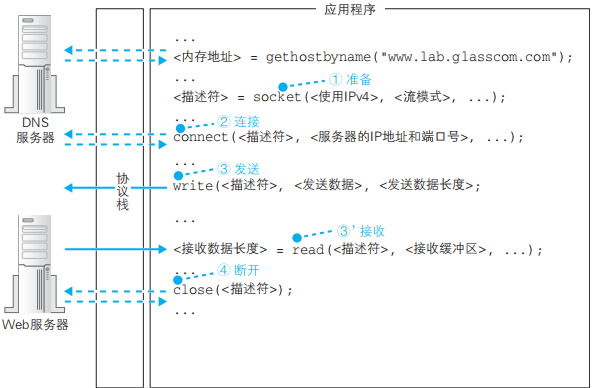 应用程序
...
<内存地址> = gethostbyname("www.lab.glasscom.com");
...
①准备
<描述符> = socket(<使用IPv4>, <流模式>, ...);
DNS
服务器
...
②连接
connect(<描述符>, <服务器的IP地址和端口号>, ...);
...
③发送
协议栈
write(<描述符>, <发送数据>, <发送数据长度>;
...
③'接收
<接收数据长度> = read(<描述符>, <接收缓冲区>, ...);
...
④断开
close(<描述符>);
...
Web服务器